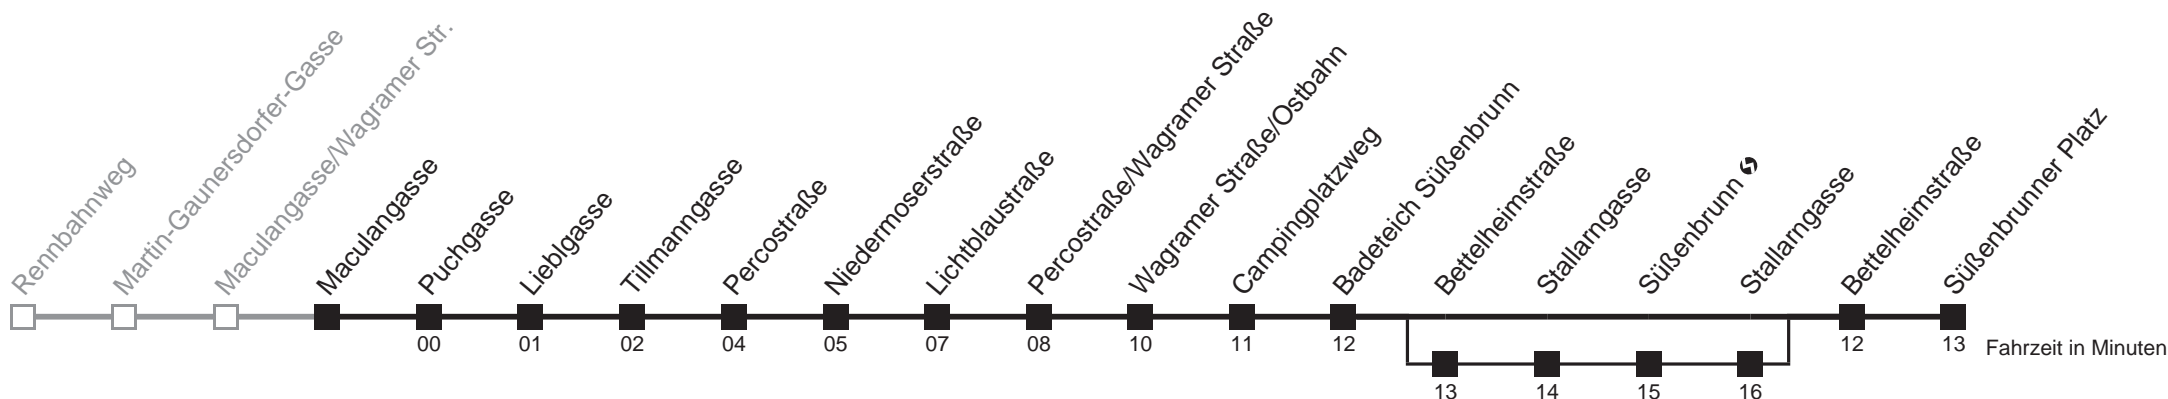 Rennbahnweg
Martin-Gaunersdorfer-Gasse
Maculangasse/Wagramer Str.
Maculangasse
Puchgasse
Lieblgasse
Tillmanngasse
Percostraße
Niedermoserstraße
Lichtblaustraße
Percostraße/Wagramer Straße
Wagramer Straße/Ostbahn
Campingplatzweg
Badeteich Süßenbrunn
Bettelheimstraße
Stallarngasse
Süßenbrunn
Stallarngasse
Bettelheimstraße
Süßenbrunner Platz
00 01 02 04 05 07 08 10 11 12 12 13 Fahrzeit in Minuten
13 14 15 16